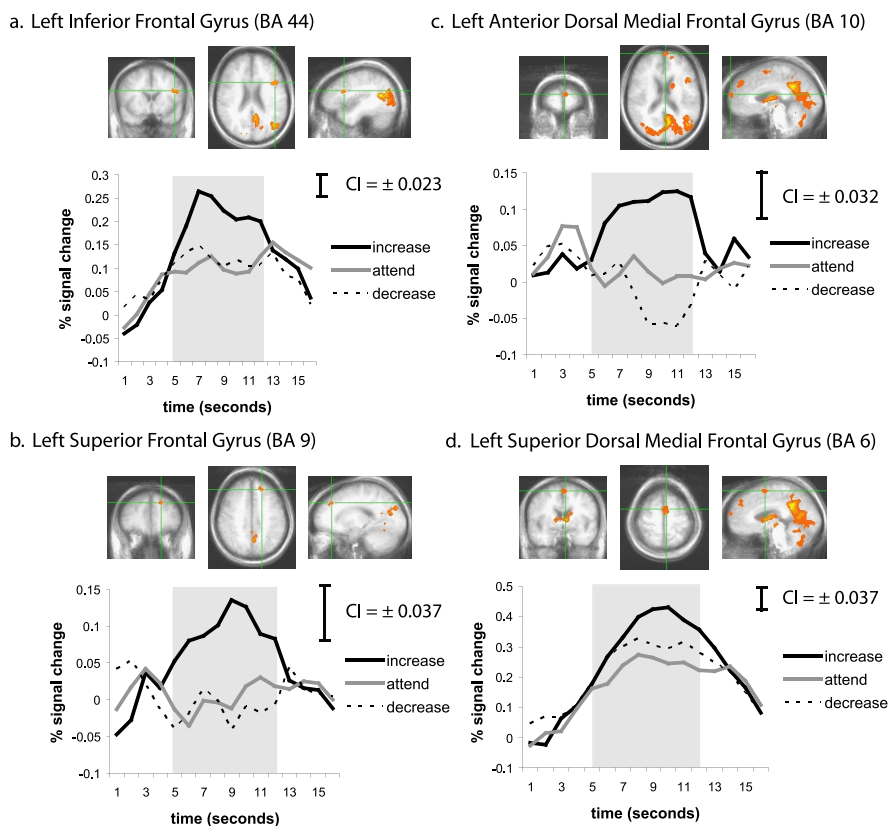 a. Left Inferior Frontal Gyrus (BA 44)
0.3
0.25
0.2
0.15
0.1
0.05
0
-0.05
-0.1
% signal change
1 3 5 7 9 11 13 15
time (seconds)
CI = ± 0.023
increase
attend
decrease
c. Left Anterior Dorsal Medial Frontal Gyrus (BA 10)
0.15
0.1
0.05
0
-0.05
-0.1
% signal change
1 3 5 7 9 11 13 15
time (seconds)
CI = ± 0.032
increase
attend
decrease
b. Left Superior Frontal Gyrus (BA 9)
0.15
0.1
0.05
0
-0.05
-0.1
% signal change
1 3 5 7 9 11 13 15
time (seconds)
CI = ± 0.037
increase
attend
decrease
d. Left Superior Dorsal Medial Frontal Gyrus (BA 6)
0.5
0.4
0.3
0.2
0.1
0
-0.1
% signal change
1 3 5 7 9 11 13 15
time (seconds)
CI = ± 0.037
increase
attend
decrease